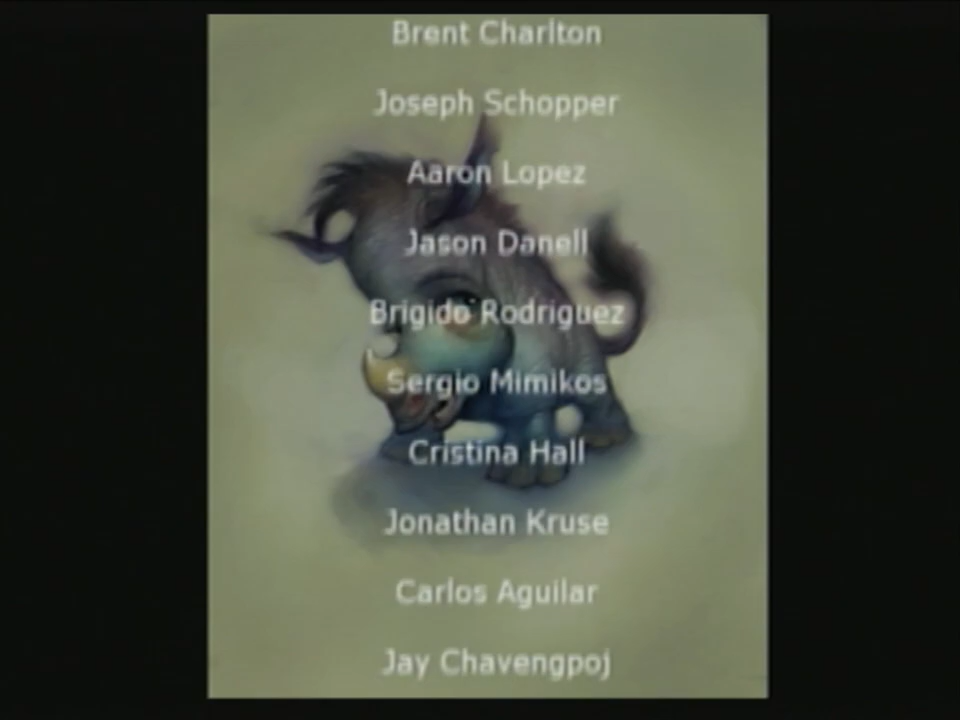 Brent Charlton
Joseph Schopper
Aaron Lopez
Jason Danell
Brigido Rodriguez
Sergio Mimikos
Cristina Hall
Jonathan Kruse
Carlos Aguilar
Jay Chavengpoj